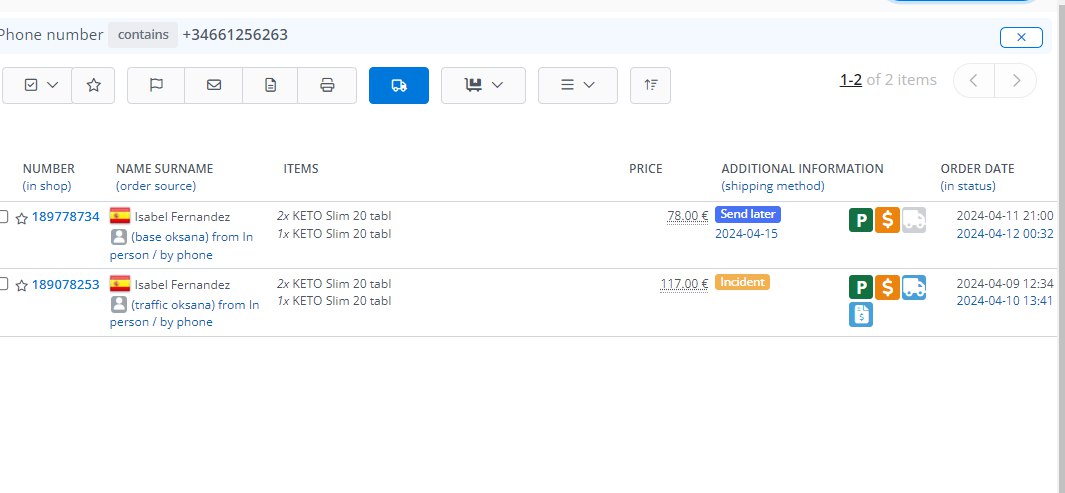 Phone number contains +34661256263
1-2 of 2 items
NUMBER NAME SURNAME ITEMS PRICE ADDITIONAL INFORMATION ORDER DATE
(in shop) (order source) (shipping method) (in status)
189778734 Isabel Fernandez 2x KETO Slim 20 tabl 78.00 € Send later P $ 2024-04-11 21:00
(base oksana) from In 1x KETO Slim 20 tabl 2024-04-15 2024-04-12 00:32
person / by phone
189078253 Isabel Fernandez 2x KETO Slim 20 tabl 117.00 € Incident P $ 2024-04-09 12:34
(traffic oksana) from In 1x KETO Slim 20 tabl 2024-04-10 13:41
person / by phone $